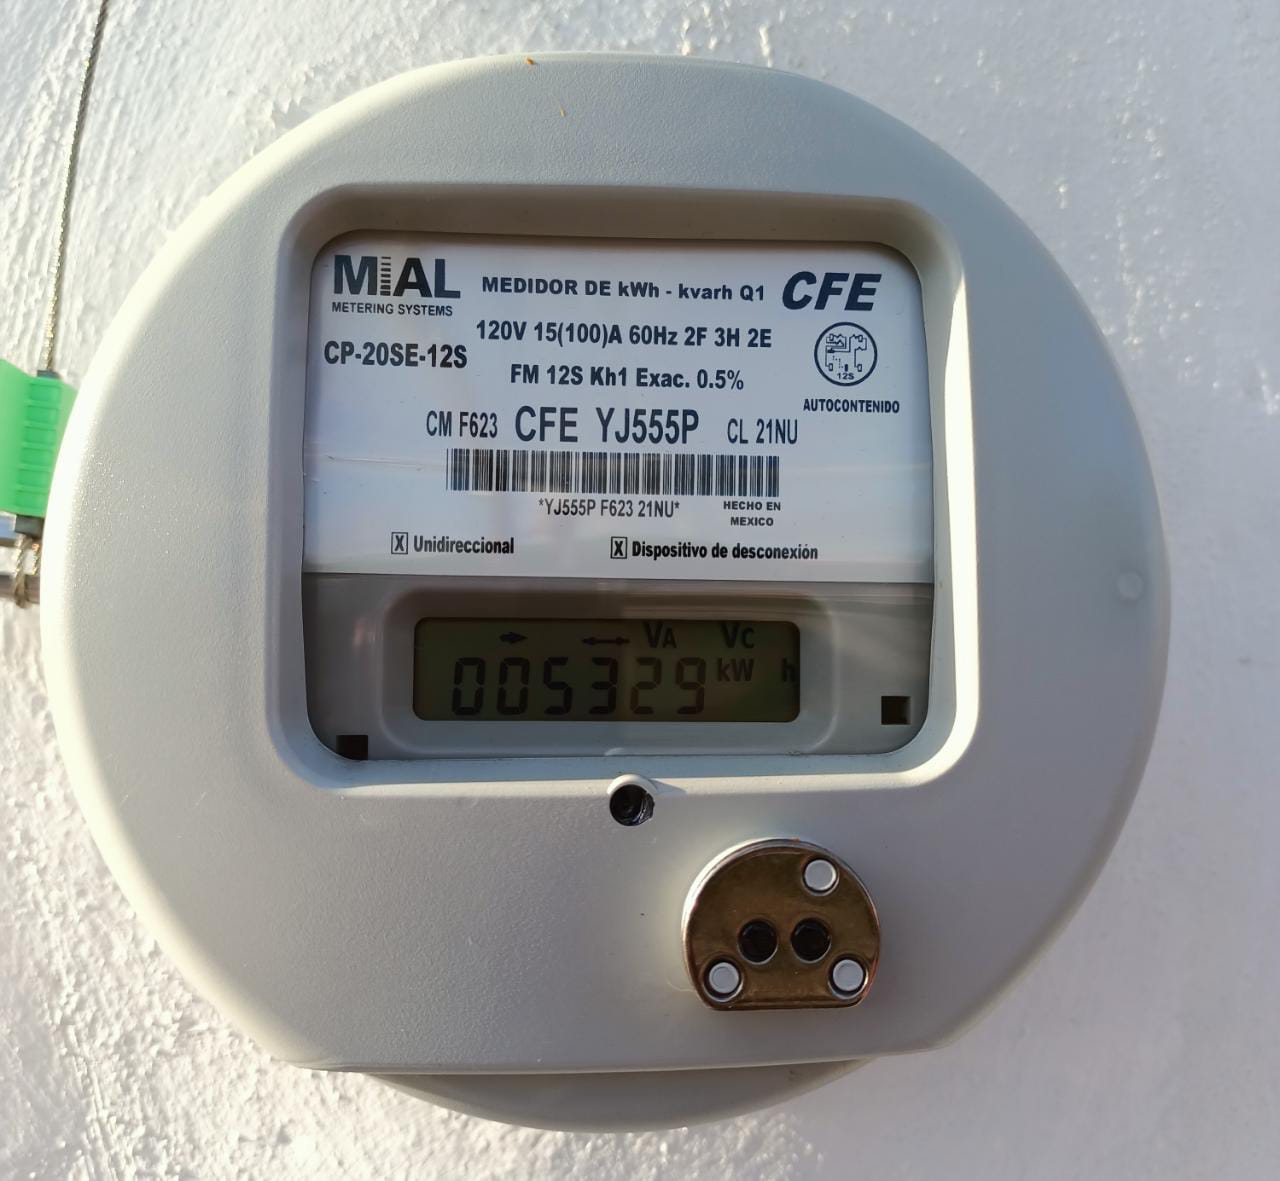 MIAL
METERING SYSTEMS
MEDIDOR DE kWh - kvarh Q1
CFE
120V 15(100)A 60Hz 2F 3H 2E
CP-20SE-12S
FM 12S Kh1 Exac. 0.5%
12S
AUTOCONTENIDO
CM F623 CFE YJ555P CL 21NU
*YJ555P F623 21NU*
HECHO EN
MEXICO
X Unidireccional
X Dispositivo de desconexión
VA VC
005329 kW h